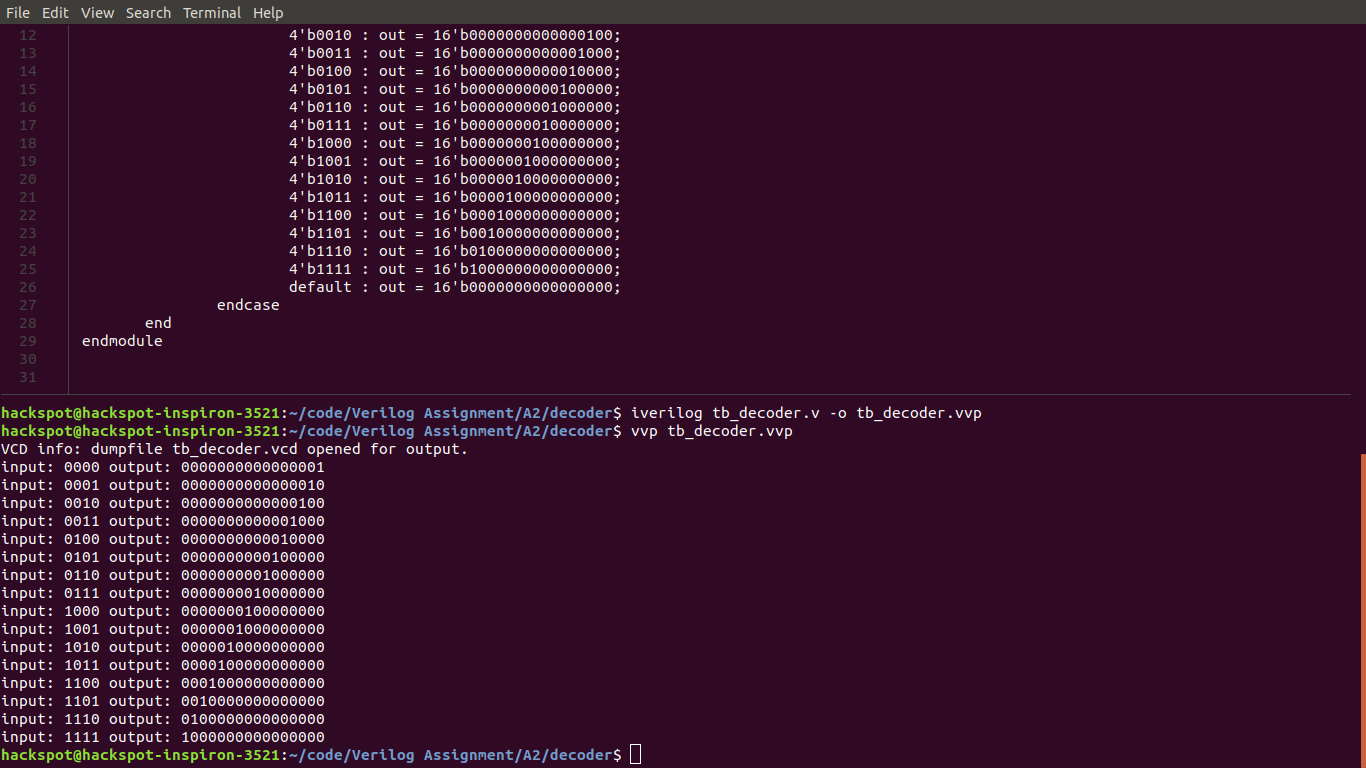 File Edit View Search Terminal Help
12 4'b0010 : out = 16'b0000000000000100;
13 4'b0011 : out = 16'b0000000000001000;
14 4'b0100 : out = 16'b0000000000010000;
15 4'b0101 : out = 16'b0000000000100000;
16 4'b0110 : out = 16'b0000000001000000;
17 4'b0111 : out = 16'b0000000010000000;
18 4'b1000 : out = 16'b0000000100000000;
19 4'b1001 : out = 16'b0000001000000000;
20 4'b1010 : out = 16'b0000010000000000;
21 4'b1011 : out = 16'b0000100000000000;
22 4'b1100 : out = 16'b0001000000000000;
23 4'b1101 : out = 16'b0010000000000000;
24 4'b1110 : out = 16'b0100000000000000;
25 4'b1111 : out = 16'b1000000000000000;
26 default : out = 16'b0000000000000000;
27 endcase
28 end
29 endmodule
30
31
hackspot@hackspot-inspiron-3521:~/code/Verilog Assignment/A2/decoder$ iverilog tb_decoder.v -o tb_decoder.vvp
hackspot@hackspot-inspiron-3521:~/code/Verilog Assignment/A2/decoder$ vvp tb_decoder.vvp
VCD info: dumpfile tb_decoder.vcd opened for output.
input: 0000 output: 0000000000000001
input: 0001 output: 0000000000000010
input: 0010 output: 0000000000000100
input: 0011 output: 0000000000001000
input: 0100 output: 0000000000010000
input: 0101 output: 0000000000100000
input: 0110 output: 0000000001000000
input: 0111 output: 0000000010000000
input: 1000 output: 0000000100000000
input: 1001 output: 0000001000000000
input: 1010 output: 0000010000000000
input: 1011 output: 0000100000000000
input: 1100 output: 0001000000000000
input: 1101 output: 0010000000000000
input: 1110 output: 0100000000000000
input: 1111 output: 1000000000000000
hackspot@hackspot-inspiron-3521:~/code/Verilog Assignment/A2/decoder$